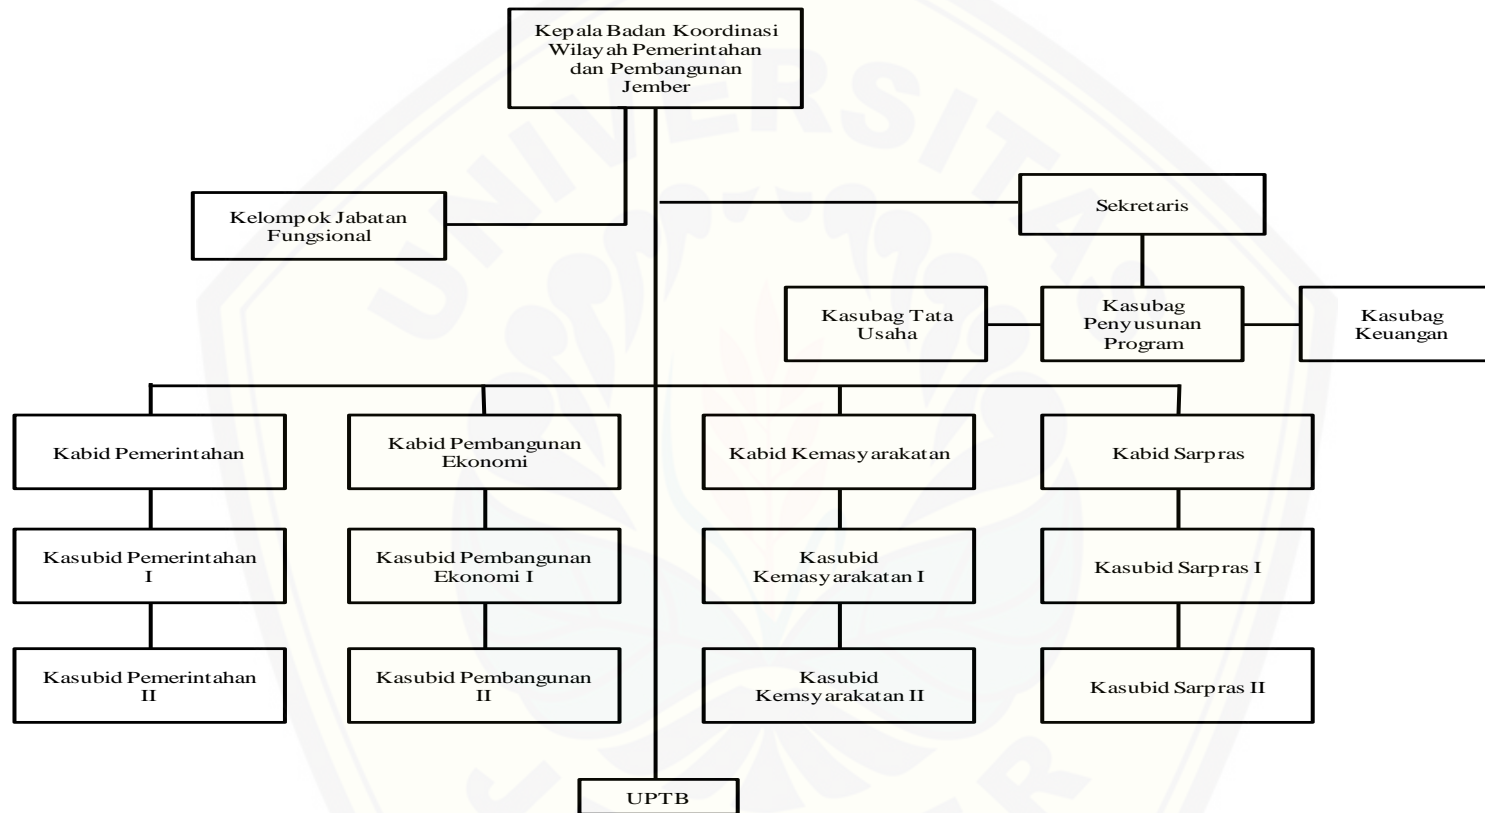 Kepala Badan Koordinasi
Wilayah Pemerintahan
dan Pembangunan
Jember
Kelompok Jabatan
Fungsional
Sekretaris
Kasubag Tata
Usaha
Kasubag
Penyusunan
Program
Kasubag
Keuangan
Kabid Pemerintahan
Kabid Pembangunan
Ekonomi
Kabid Kemasyarakatan
Kabid Sarpras
Kasubid Pemerintahan
I
Kasubid Pembangunan
Ekonomi I
Kasubid
Kemasyarakatan I
Kasubid Sarpras I
Kasubid Pemerintahan
II
Kasubid Pembangunan
II
Kasubid
Kemsyarakatan II
Kasubid Sarpras II
UPTB
UNIVERSITAS